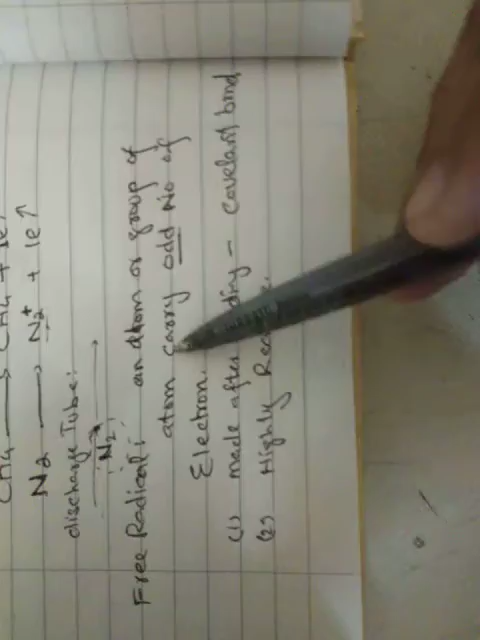 CH4 → CH4 + 1e↑
N2 → N2+ + 1e↑
discharge Tube:
N2
Free Radical: an atom or group of
atom carry odd No of
Electron.
(1) made after - covelant bond
(2) Highly